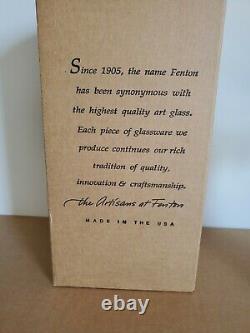 Since 1905, the name Fenton
has been synonymous with
the highest quality art glass.
Each piece of glassware we
produce continues our rich
tradition of quality,
innovation & craftsmanship.
the Artisans at Fenton
MADE IN THE USA